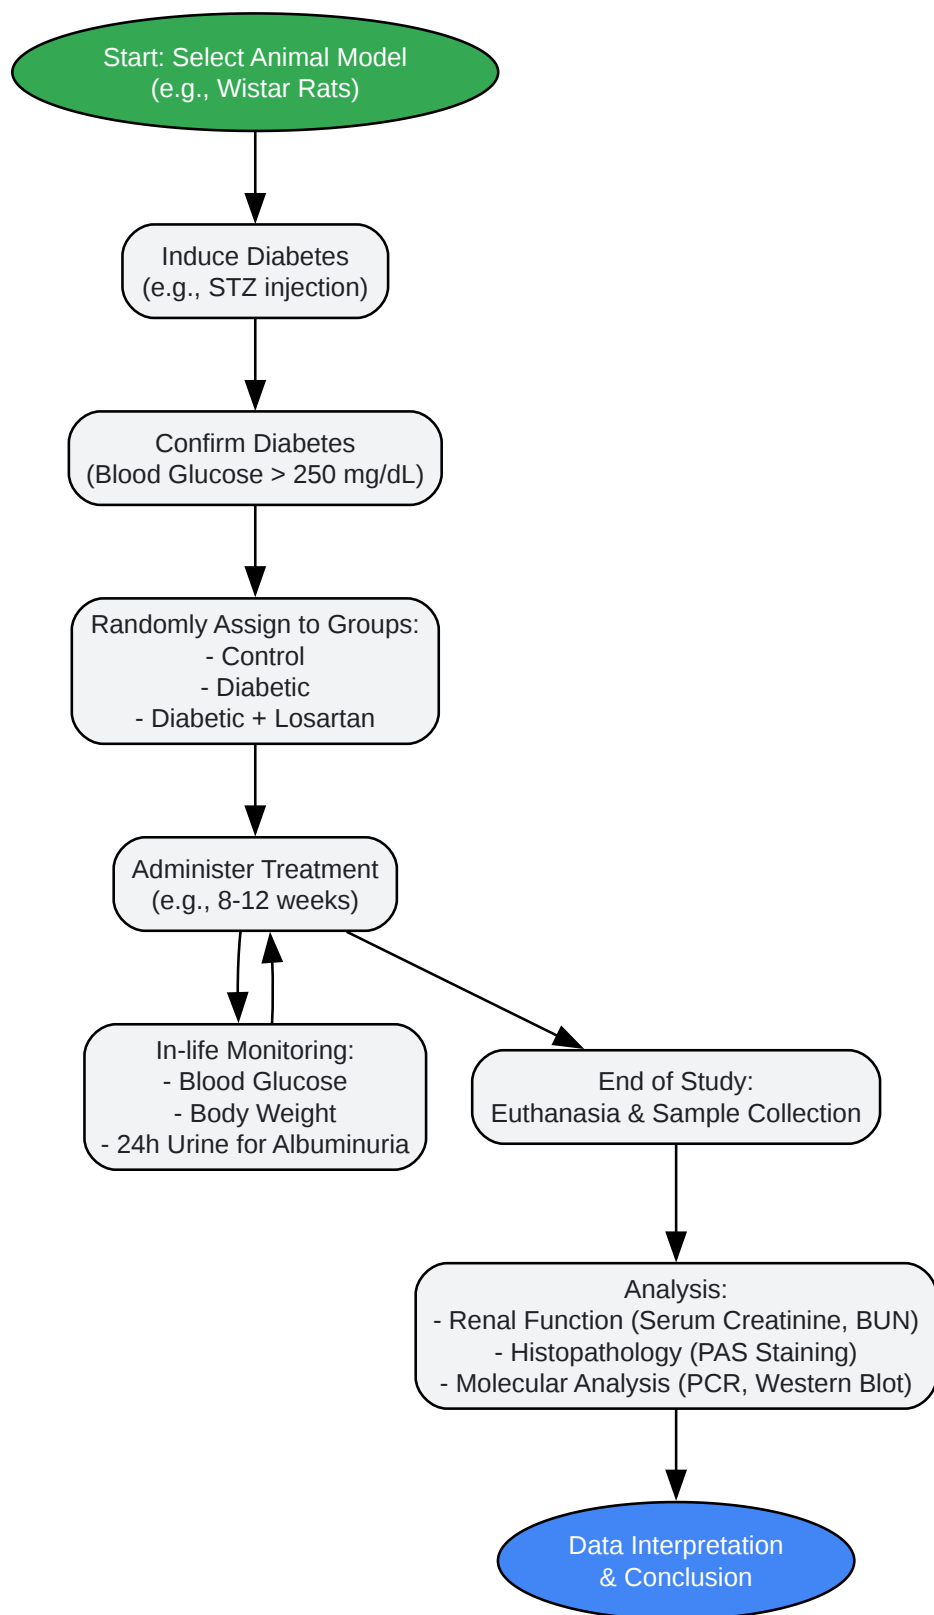 Start: Select Animal Model
(e.g., Wistar Rats)
Induce Diabetes
(e.g., STZ injection)
Confirm Diabetes
(Blood Glucose > 250 mg/dL)
Randomly Assign to Groups:
- Control
- Diabetic
- Diabetic + Losartan
Administer Treatment
(e.g., 8-12 weeks)
In-life Monitoring:
- Blood Glucose
- Body Weight
- 24h Urine for Albuminuria
End of Study:
Euthanasia & Sample Collection
Analysis:
- Renal Function (Serum Creatinine, BUN)
- Histopathology (PAS Staining)
- Molecular Analysis (PCR, Western Blot)
Data Interpretation
& Conclusion